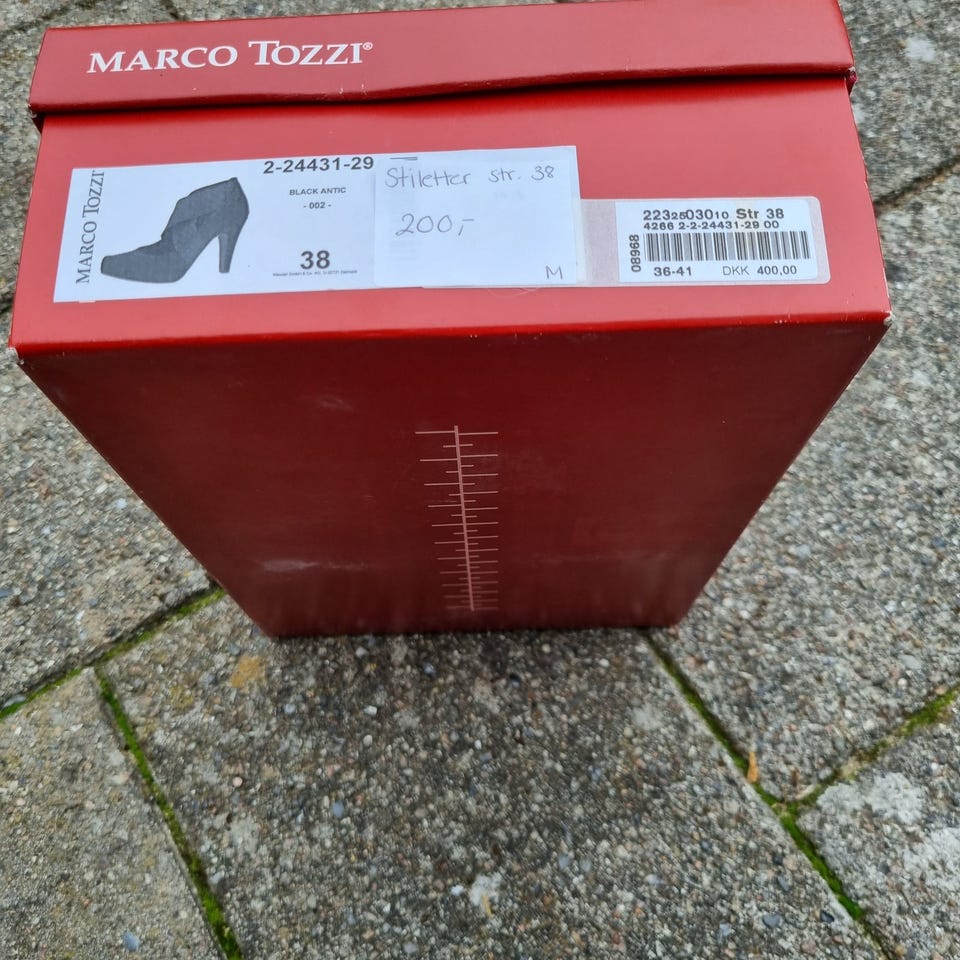 MARCO TOZZI®
MARCO TOZZI
2-24431-29
BLACK ANTIC
- 002 -
38
Stiletter str. 38
200,-
M
2232503010 Str 38
4266 2-2-24431-29 00
08968
36-41 DKK 400,00